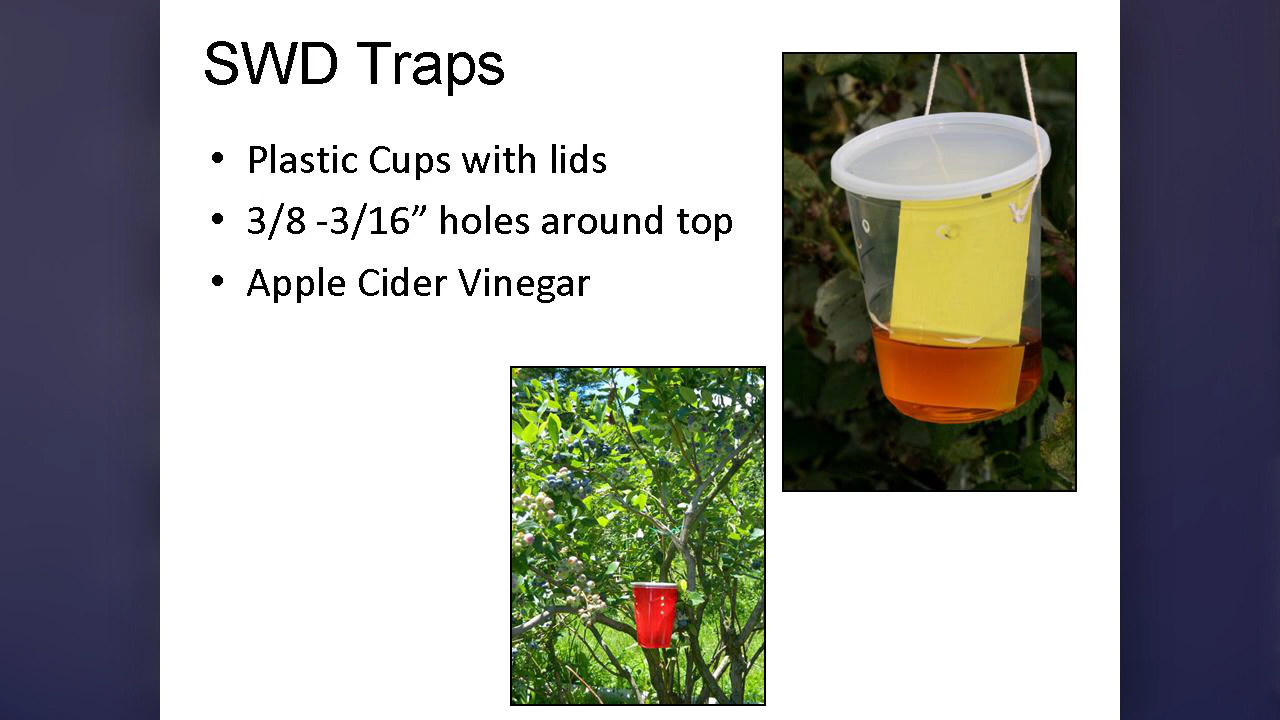 SWD Traps
• Plastic Cups with lids
• 3/8 -3/16” holes around top
• Apple Cider Vinegar